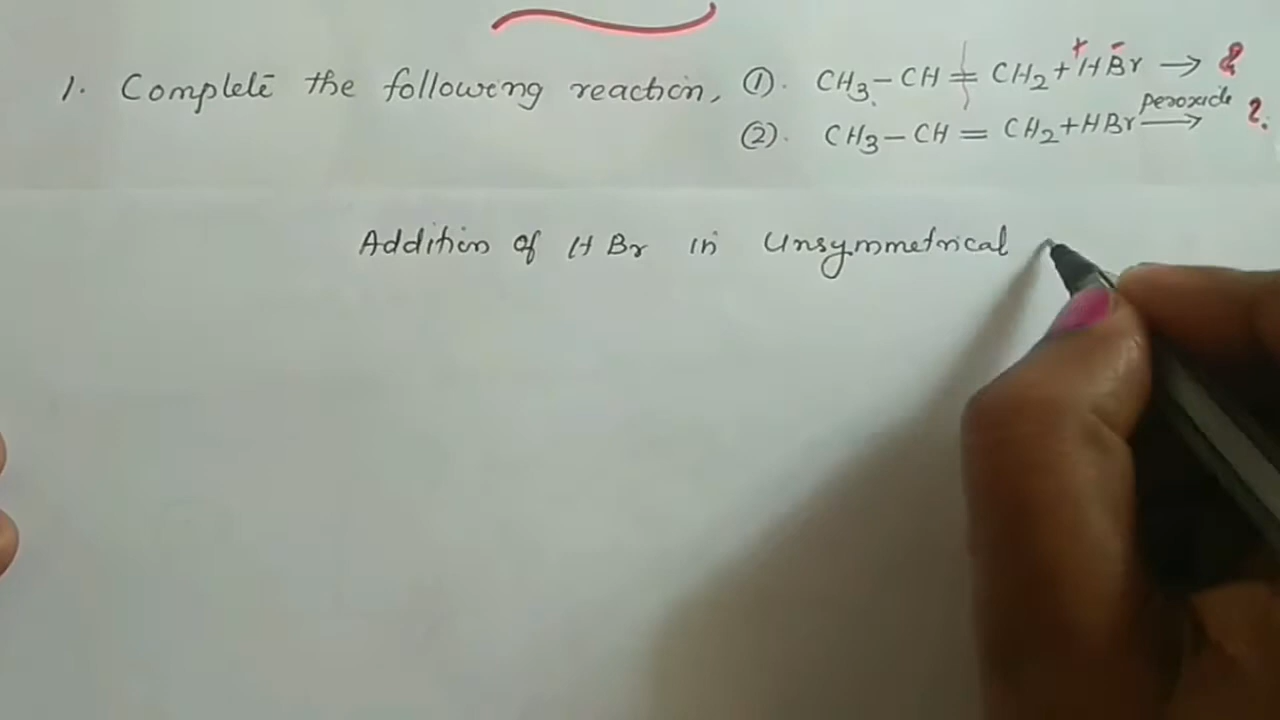 1. Complete the following reaction, ①. CH₃-CH=CH₂+HBr → ?
+ -
peroxide
②. CH₃-CH=CH₂+HBr → ?
Addition of HBr in Unsymmetrical